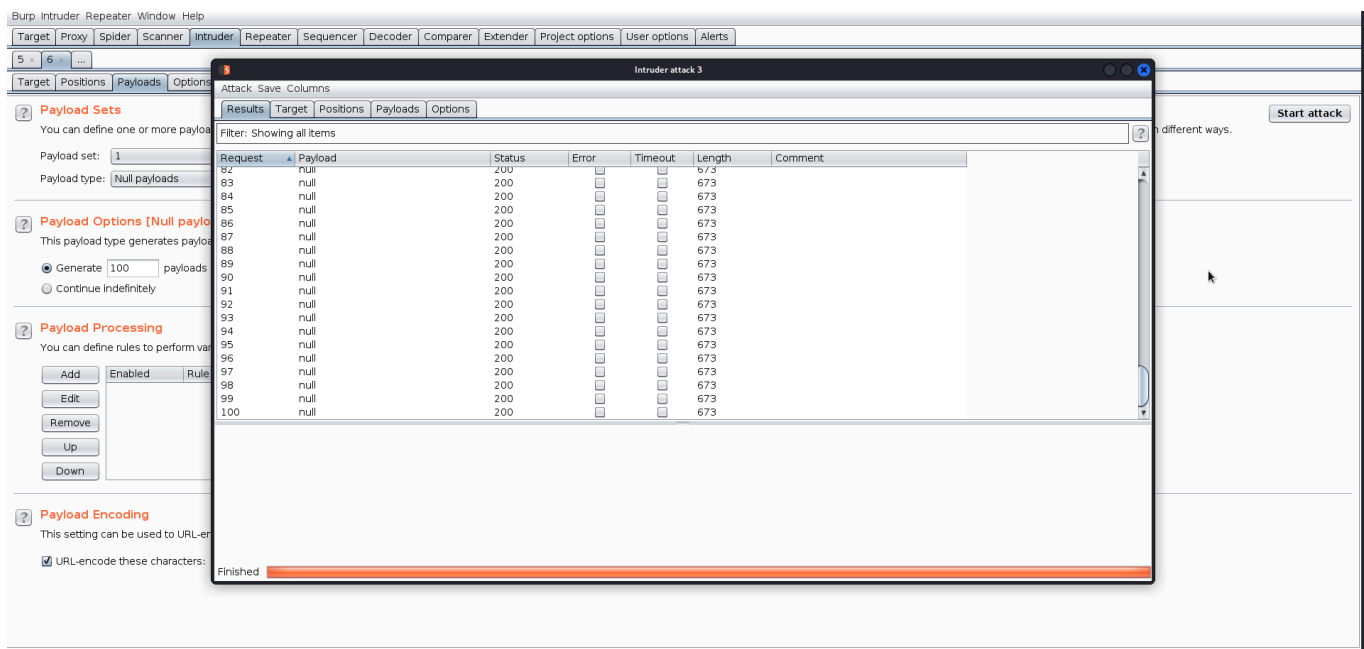 Burp Intruder Repeater Window Help
Target Proxy Spider Scanner Intruder Repeater Sequencer Decoder Comparer Extender Project options User options Alerts
5 × 6 × ...
Target Positions Payloads Options
Intruder attack 3
Attack Save Columns
Results Target Positions Payloads Options
Filter: Showing all items ?
? Payload Sets
Start attack
You can define one or more
different ways.
Payload set: 1
Payload type: Null payloads
Request Payload Status Error Timeout Length Comment
82 null 200 673
83 null 200 673
84 null 200 673
85 null 200 673
86 null 200 673
87 null 200 673
88 null 200 673
89 null 200 673
90 null 200 673
91 null 200 673
92 null 200 673
93 null 200 673
94 null 200 673
95 null 200 673
96 null 200 673
97 null 200 673
98 null 200 673
99 null 200 673
100 null 200 673
? Payload Options [Null
This payload type generates
Generate 100 payloads
Continue indefinitely
? Payload Processing
You can define rules to perform
Add Enabled Rule
Edit
Remove
Up
Down
? Payload Encoding
This setting can be used to
URL-encode these characters:
Finished